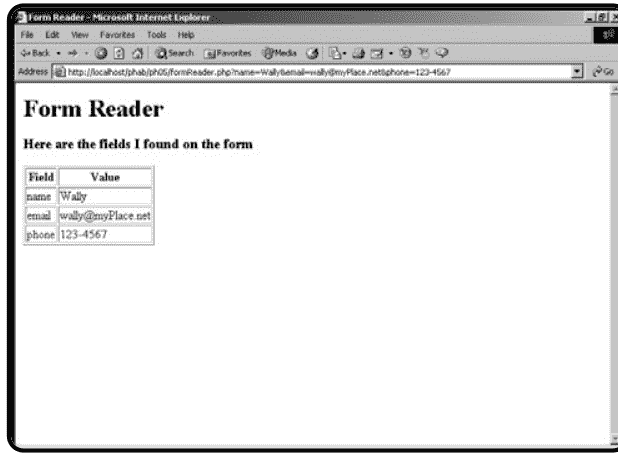 Form Reader - Microsoft Internet Explorer
File Edit View Favorites Tools Help
Back Search Favorites Media
Address http://localhost/phab/ph05/formReader.php?name=Wally&email=wally@myPlace.net&phone=123-4567 Go
Form Reader
Here are the fields I found on the form
Field Value
name Wally
email wally@myPlace.net
phone 123-4567